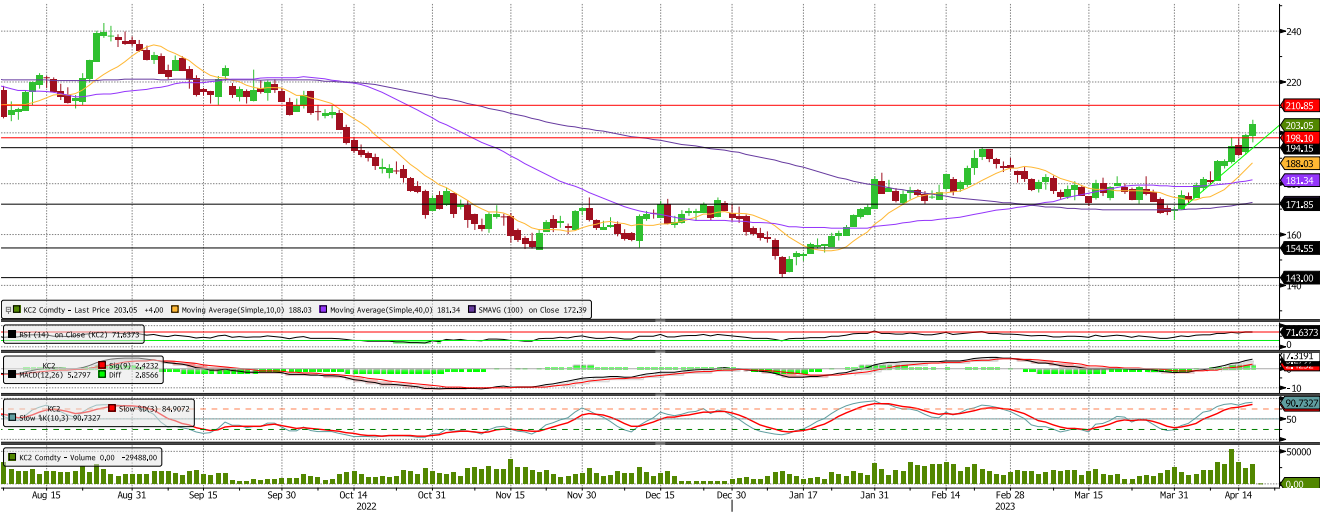 240
220
210.85
203.05
198.10
194.15
188.03
181.34
171.85
160
154.55
143.00
140
KC2 Comdty - Last Price 203.05 +4.00 Moving Average(Simple,10,0) 188.03 Moving Average(Simple,40,0) 181.34 SMAVG (100) on Close 172.39
RSI (14) on Close (KC2) 71.6373
71.6373
0
KC2 Sig(9) 2,4232
MACD(12,26) 5,2797 Diff 2,8566
7.3191
-10
KC2 Slow %D(3) 84,9072
Slow %K(10,3) 90,7327
90,7327
50
KC2 Comdty - Volume 0,00 -29488,00
50000
0,00
Aug 15 Aug 31 Sep 15 Sep 30 Oct 14 Oct 31 Nov 15 Nov 30 Dec 15 Dec 30 Jan 17 Jan 31 Feb 14 Feb 28 Mar 15 Mar 31 Apr 14
2022 2023